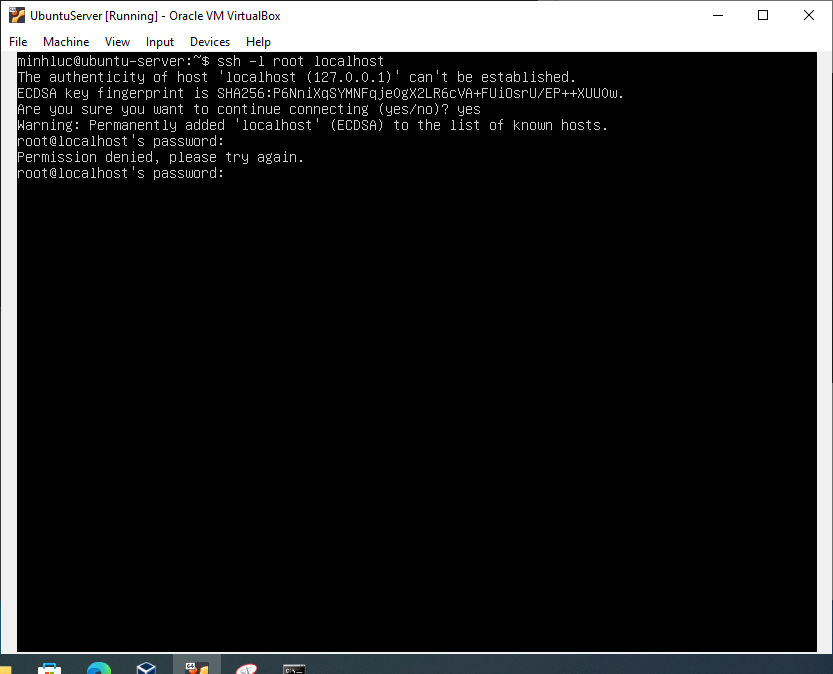 UbuntuServer [Running] - Oracle VM VirtualBox
File Machine View Input Devices Help
minhluc@ubuntu-server:~$ ssh -l root localhost
The authenticity of host 'localhost (127.0.0.1)' can't be established.
ECDSA key fingerprint is SHA256:P6NniXqSYMNFqjeOgX2LR6cVA+FUiOsrU/EP++XUUOw.
Are you sure you want to continue connecting (yes/no)? yes
Warning: Permanently added 'localhost' (ECDSA) to the list of known hosts.
root@localhost's password:
Permission denied, please try again.
root@localhost's password: